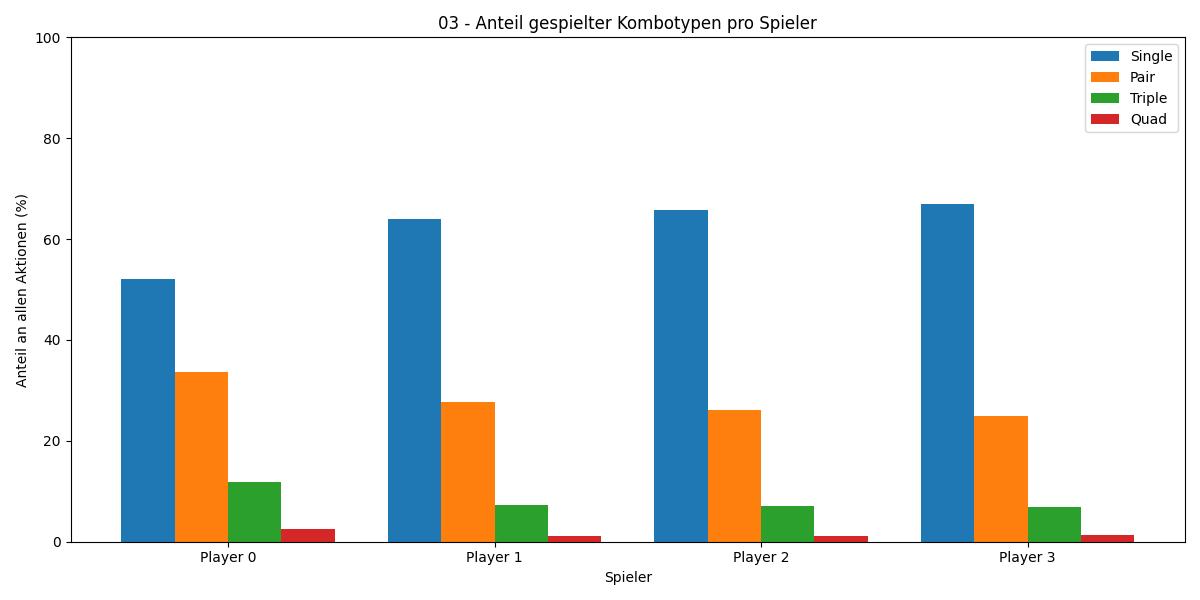 03 - Anteil gespielter Kombotypen pro Spieler
Anteil an allen Aktionen (%)
100
80
60
40
20
0
Single
Pair
Triple
Quad
Player 0
Player 1
Player 2
Player 3
Spieler